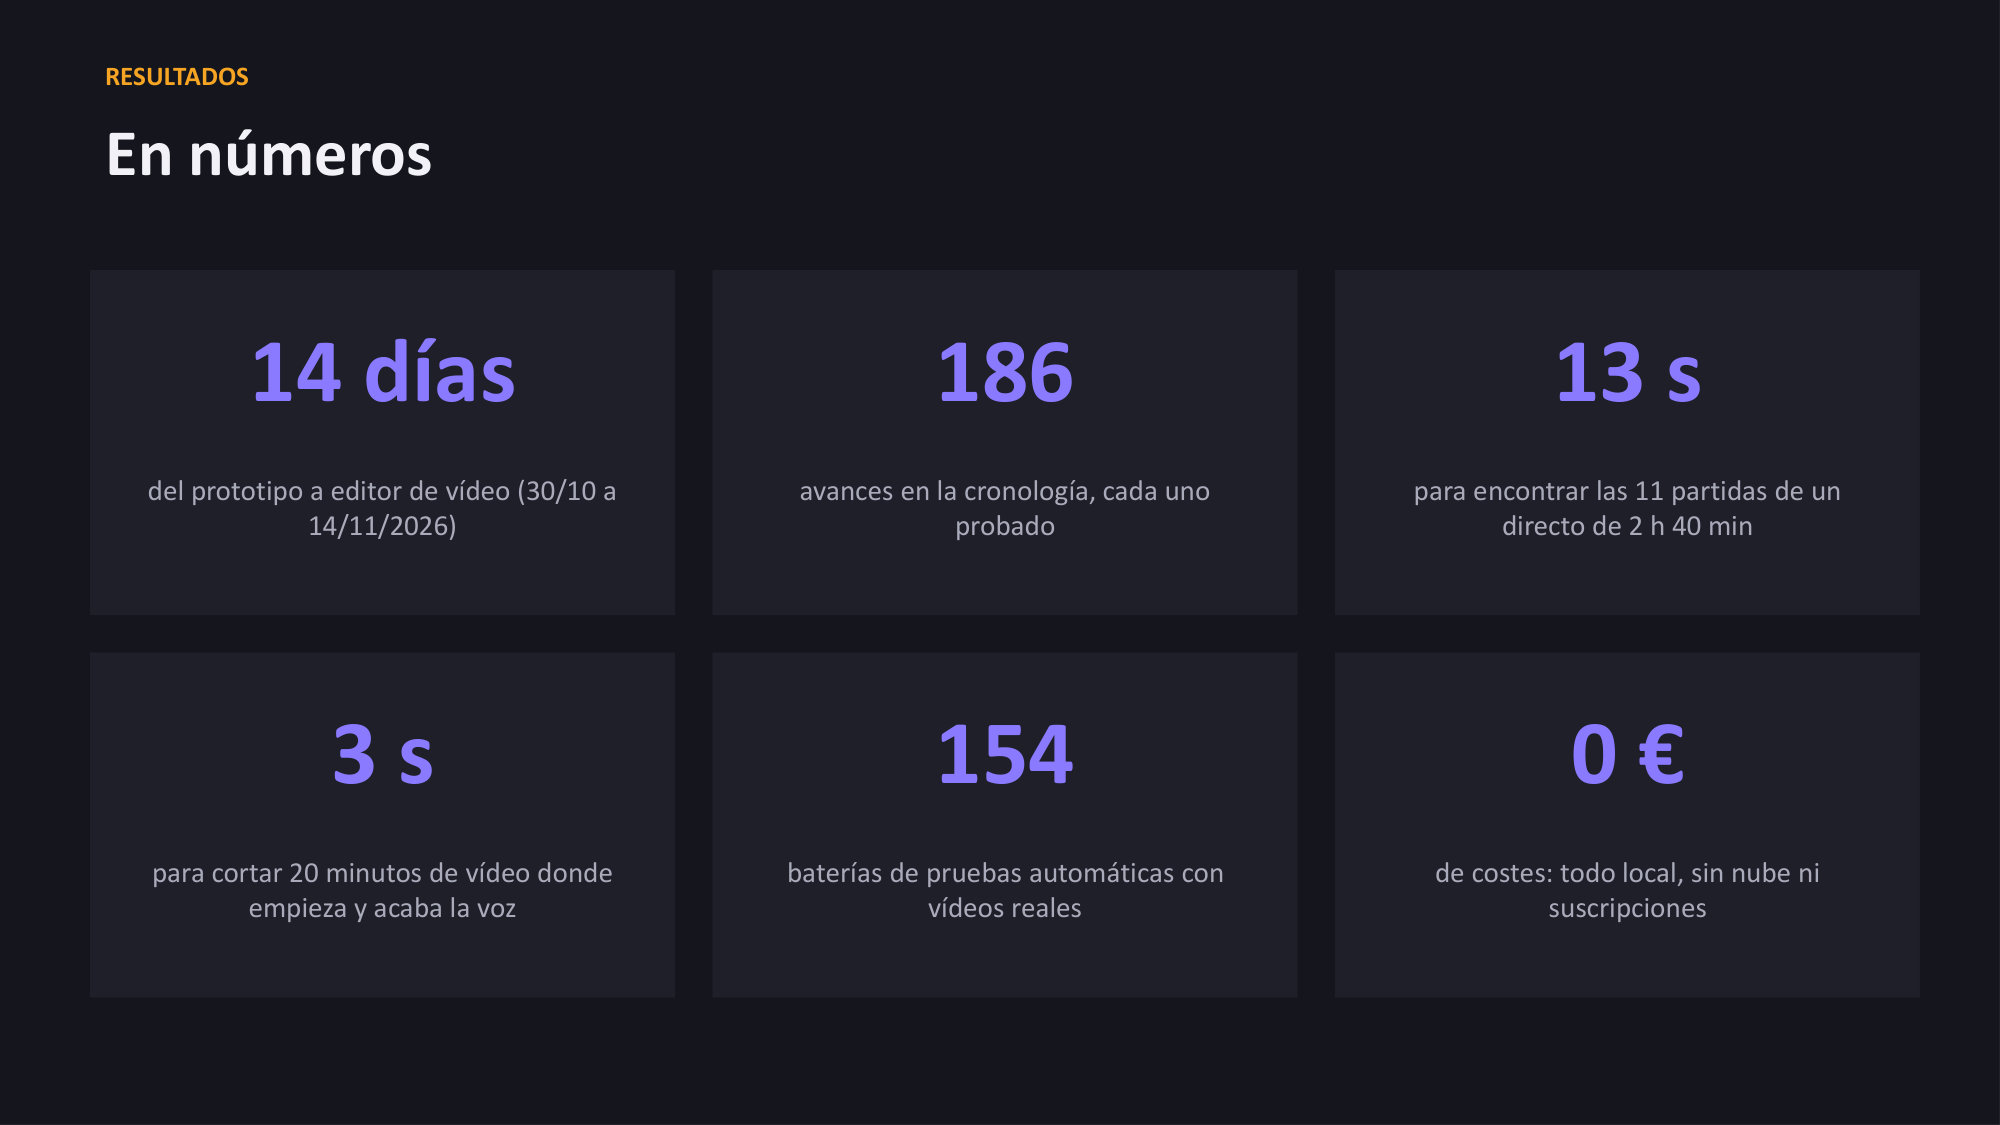 RESULTADOS
En números
14 días
del prototipo a editor de vídeo (30/10 a
14/11/2026)
186
avances en la cronología, cada uno
probado
13 s
para encontrar las 11 partidas de un
directo de 2 h 40 min
3 s
para cortar 20 minutos de vídeo donde
empieza y acaba la voz
154
baterías de pruebas automáticas con
vídeos reales
0 €
de costes: todo local, sin nube ni
suscripciones